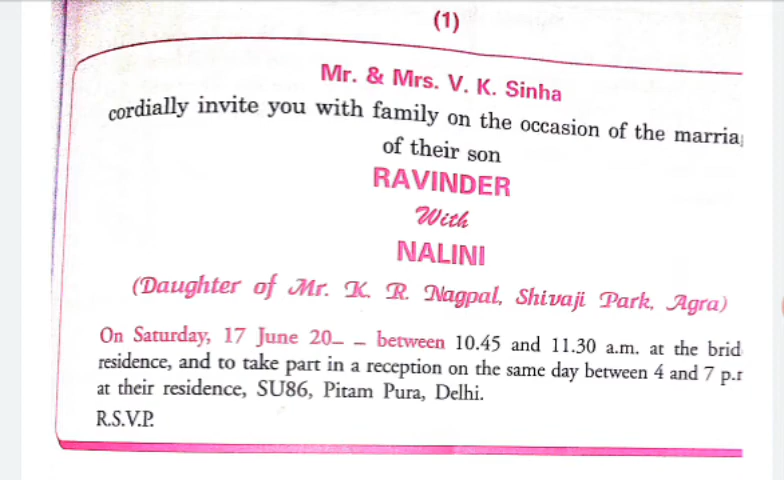 (1)
Mr. & Mrs. V. K. Sinha
cordially invite you with family on the occasion of the marria
of their son
RAVINDER
With
NALINI
(Daughter of Mr. K. R. Nagpal, Shivaji Park, Agra)
On Saturday, 17 June 20– – between 10.45 and 11.30 a.m. at the brid
residence, and to take part in a reception on the same day between 4 and 7 p.
at their residence, SU86, Pitam Pura, Delhi.
R.S.V.P.